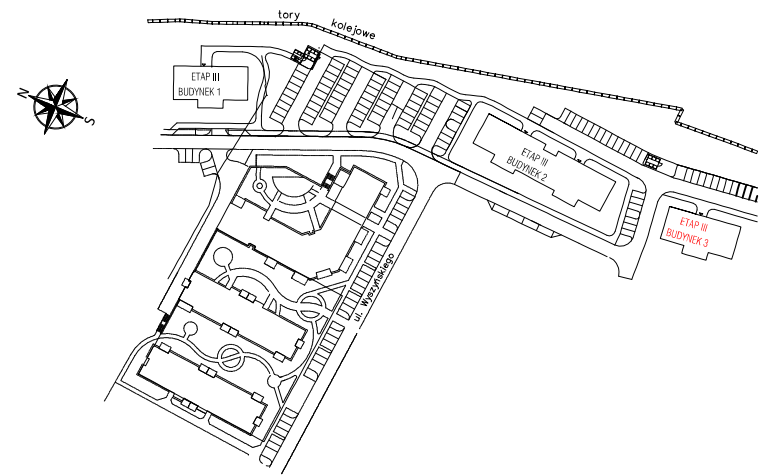 tory kolejowe
ETAP III
BUDYNEK 1
N
S
ETAP III
BUDYNEK 2
ETAP III
BUDYNEK 3
ul. Wyszyńskiego